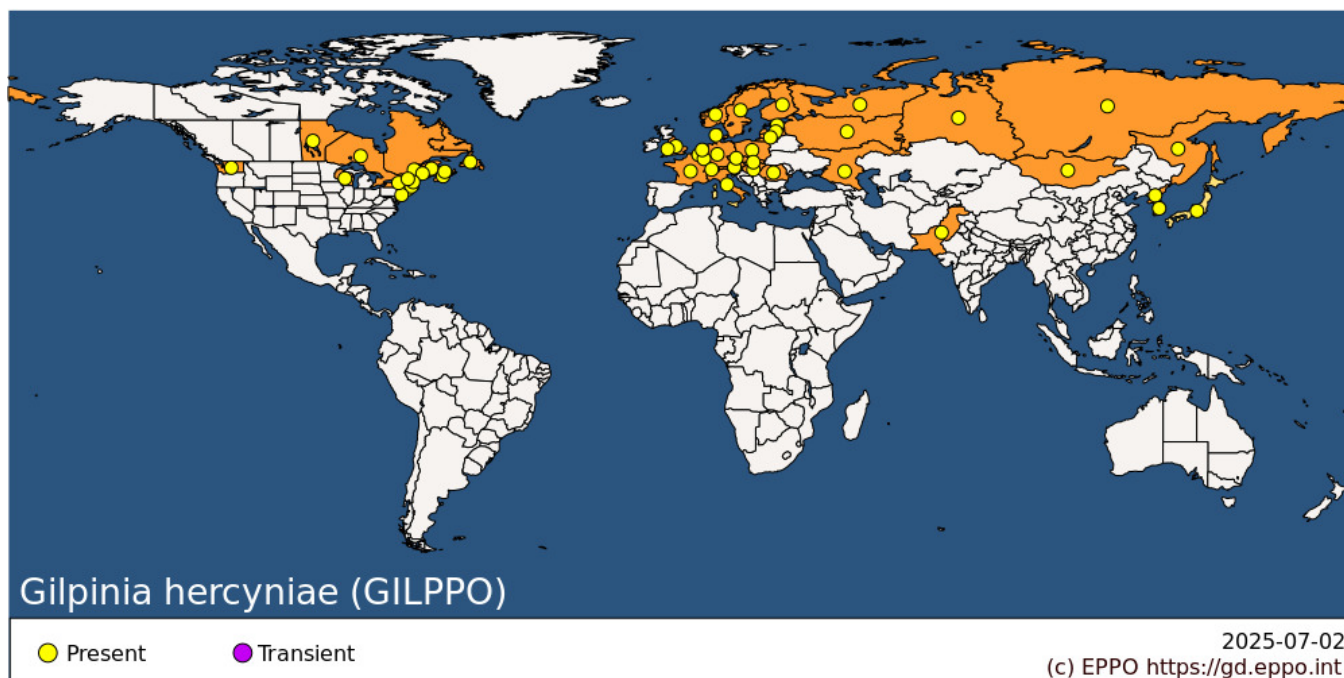 Gilpinia hercyniae (GILPPO)
Present
Transient
2025-07-02
(c) EPPO https://gd.eppo.int